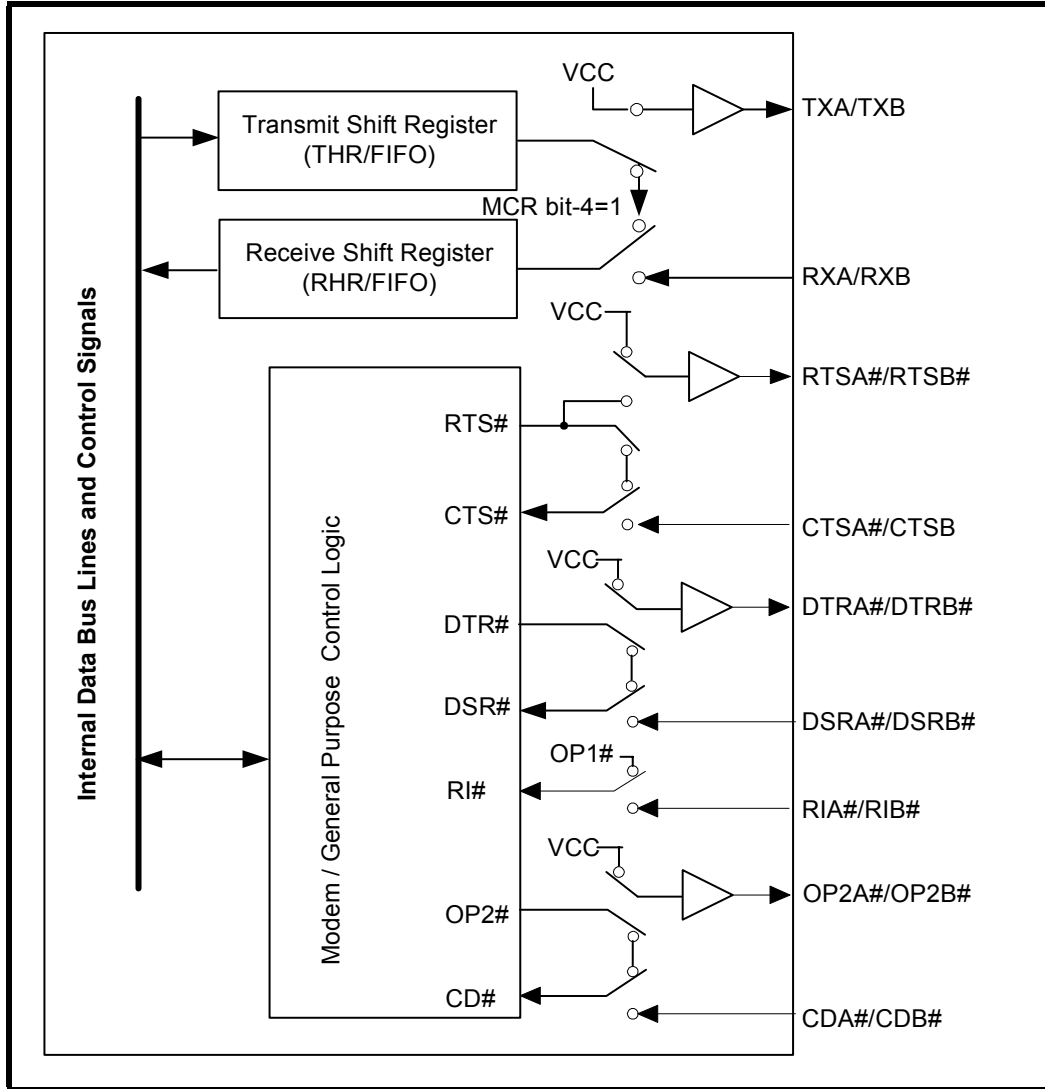 VCC
TXA/TXB
Transmit Shift Register
(THR/FIFO)
MCR bit-4=1
Receive Shift Register
(RHR/FIFO)
RXA/RXB
VCC
RTSA#/RTSB#
RTS#
CTS#
CTSA#/CTSB
VCC
DTRA#/DTRB#
DTR#
DSR#
DSRA#/DSRB#
OP1#
RI#
RIA#/RIB#
VCC
OP2A#/OP2B#
OP2#
CD#
CDA#/CDB#
Internal Data Bus Lines and Control Signals
Modem / General Purpose Control Logic